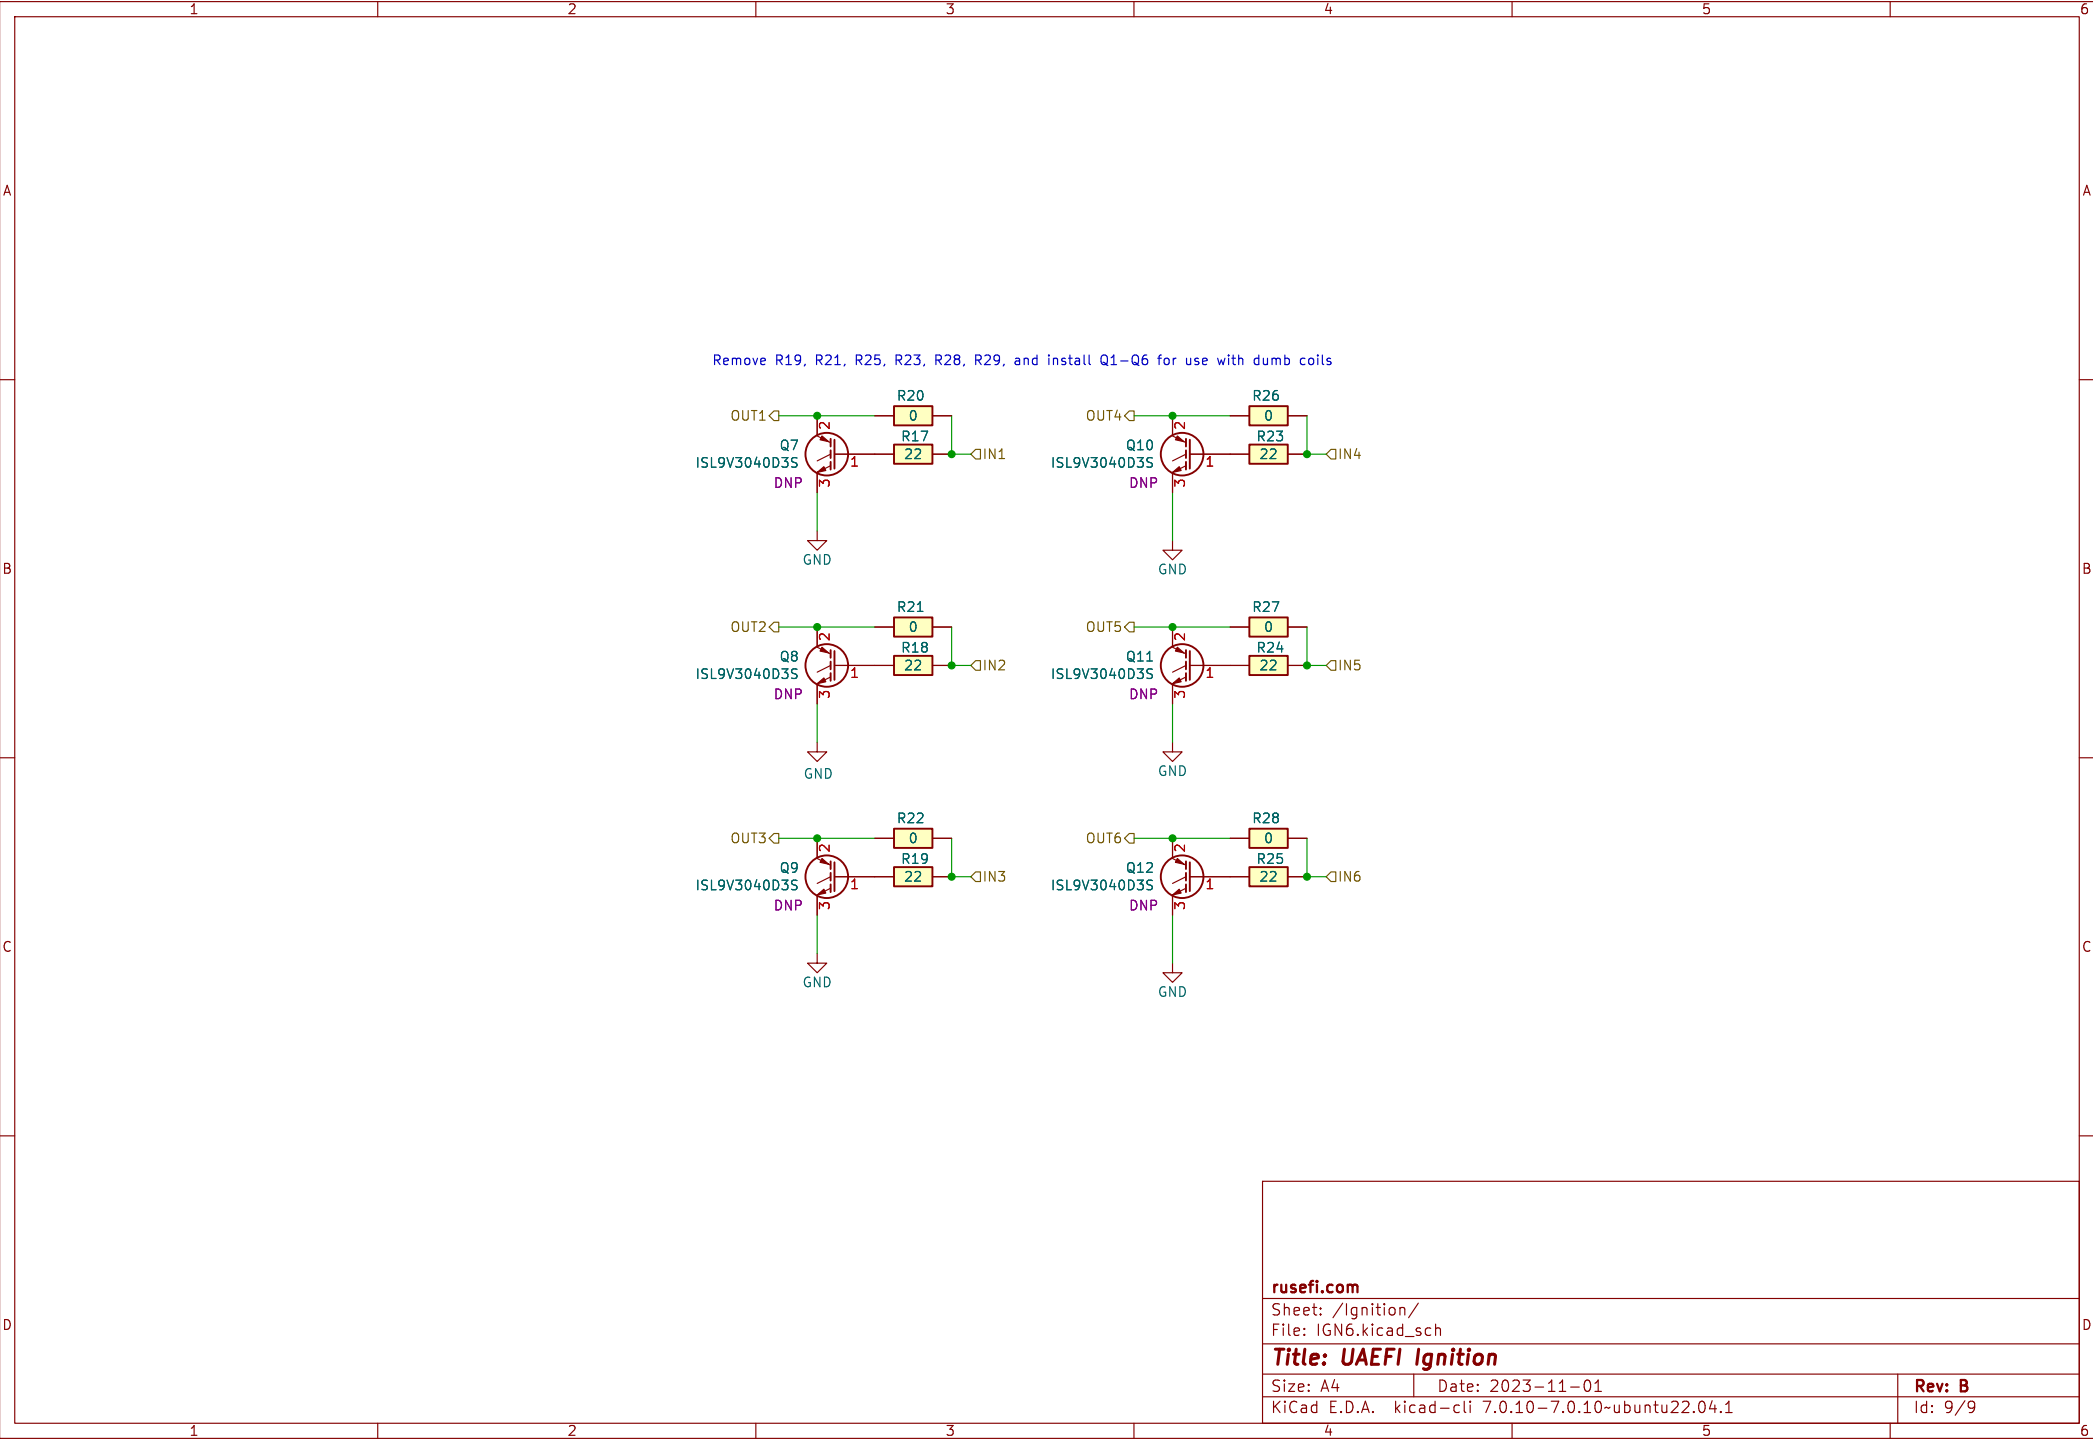 1 2 3 4 5 6
A A
Remove R19, R21, R25, R23, R28, R29, and install Q1-Q6 for use with dumb coils
R20
OUT1 0
2 R17
Q7 22 IN1
ISL9V3040D3S 1
DNP 3
GND
R26
OUT4 0
2 R23
Q10 22 IN4
ISL9V3040D3S 1
DNP 3
GND
B B
R21
OUT2 0
2 R18
Q8 22 IN2
ISL9V3040D3S 1
DNP 3
GND
R27
OUT5 0
2 R24
Q11 22 IN5
ISL9V3040D3S 1
DNP 3
GND
R22
OUT3 0
2 R19
Q9 22 IN3
ISL9V3040D3S 1
DNP 3
GND
R28
OUT6 0
2 R25
Q12 22 IN6
ISL9V3040D3S 1
DNP 3
GND
C C
rusefi.com
Sheet: /Ignition/
File: IGN6.kicad_sch
D D
Title: UAEFI Ignition
Size: A4 Date: 2023-11-01 Rev: B
KiCad E.D.A. kicad-cli 7.0.10-7.0.10~ubuntu22.04.1 Id: 9/9
1 2 3 4 5 6